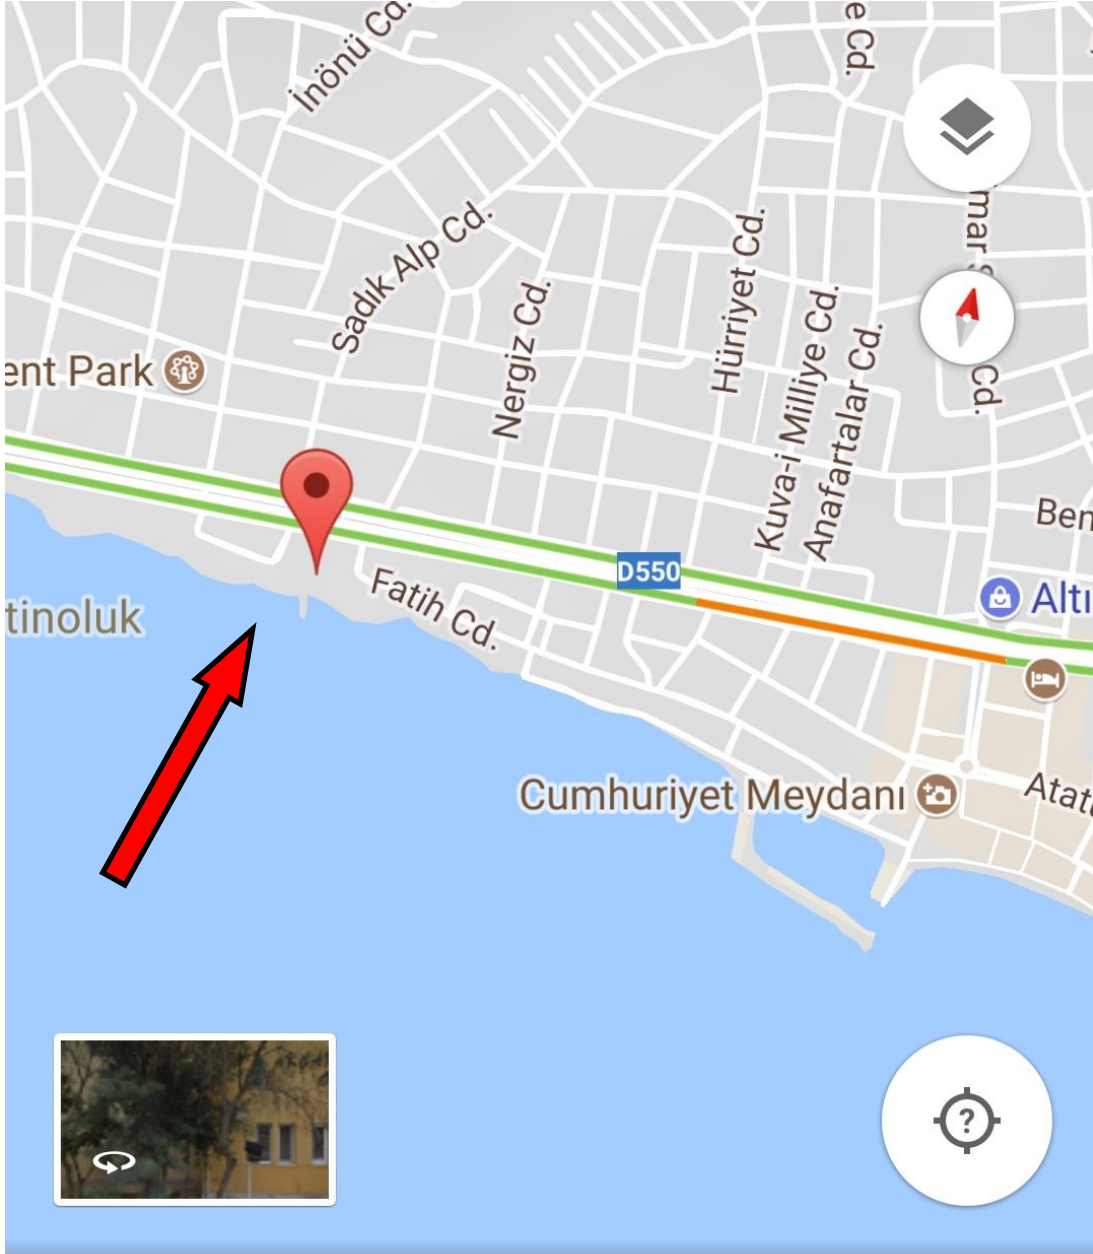 İnönü Cd.
e Cd.
mar S
Cd.
Sadık Alp Cd.
Nergiz Cd.
Hürriyet Cd.
Kuva-i Milliye Cd.
Anafartalar Cd.
ent Park
Ben
D550
Altı
Fatih Cd.
tinoluk
Cumhuriyet Meydanı
Atatü
?